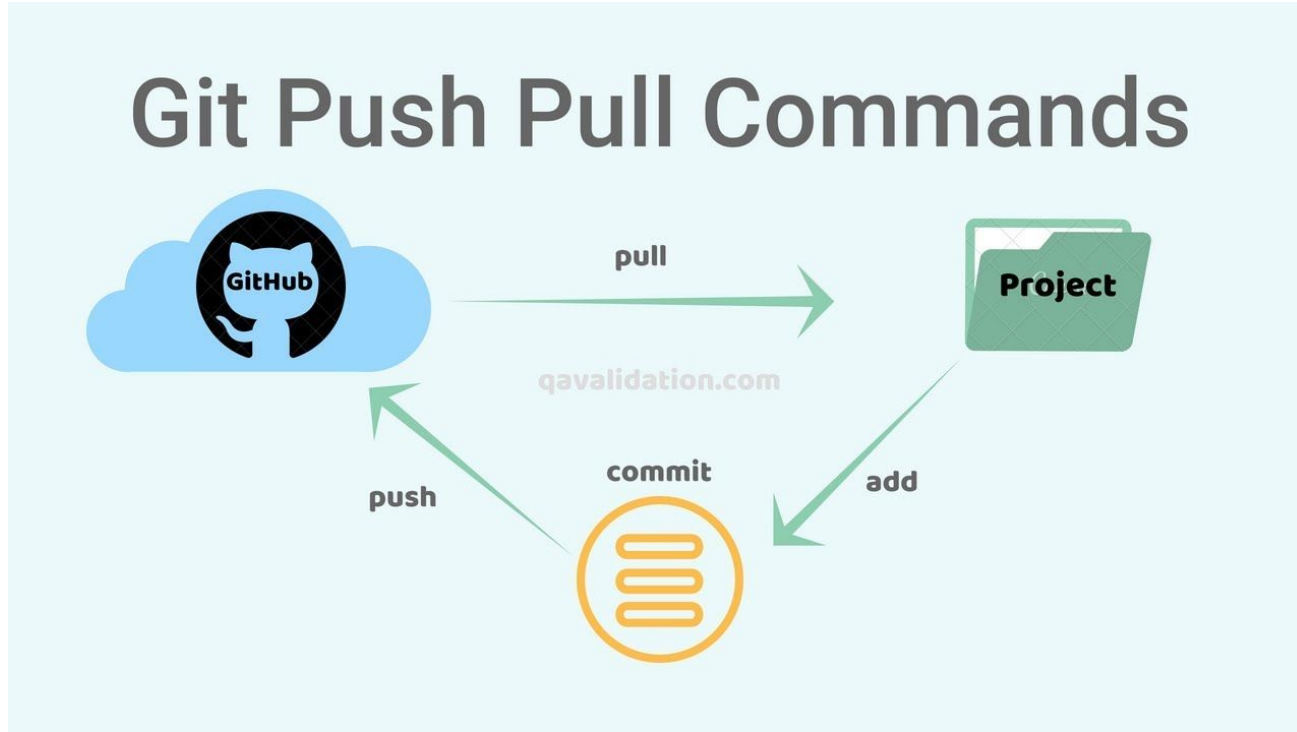 Git Push Pull Commands
GitHub
pull
Project
qavalidation.com
commit
add
push